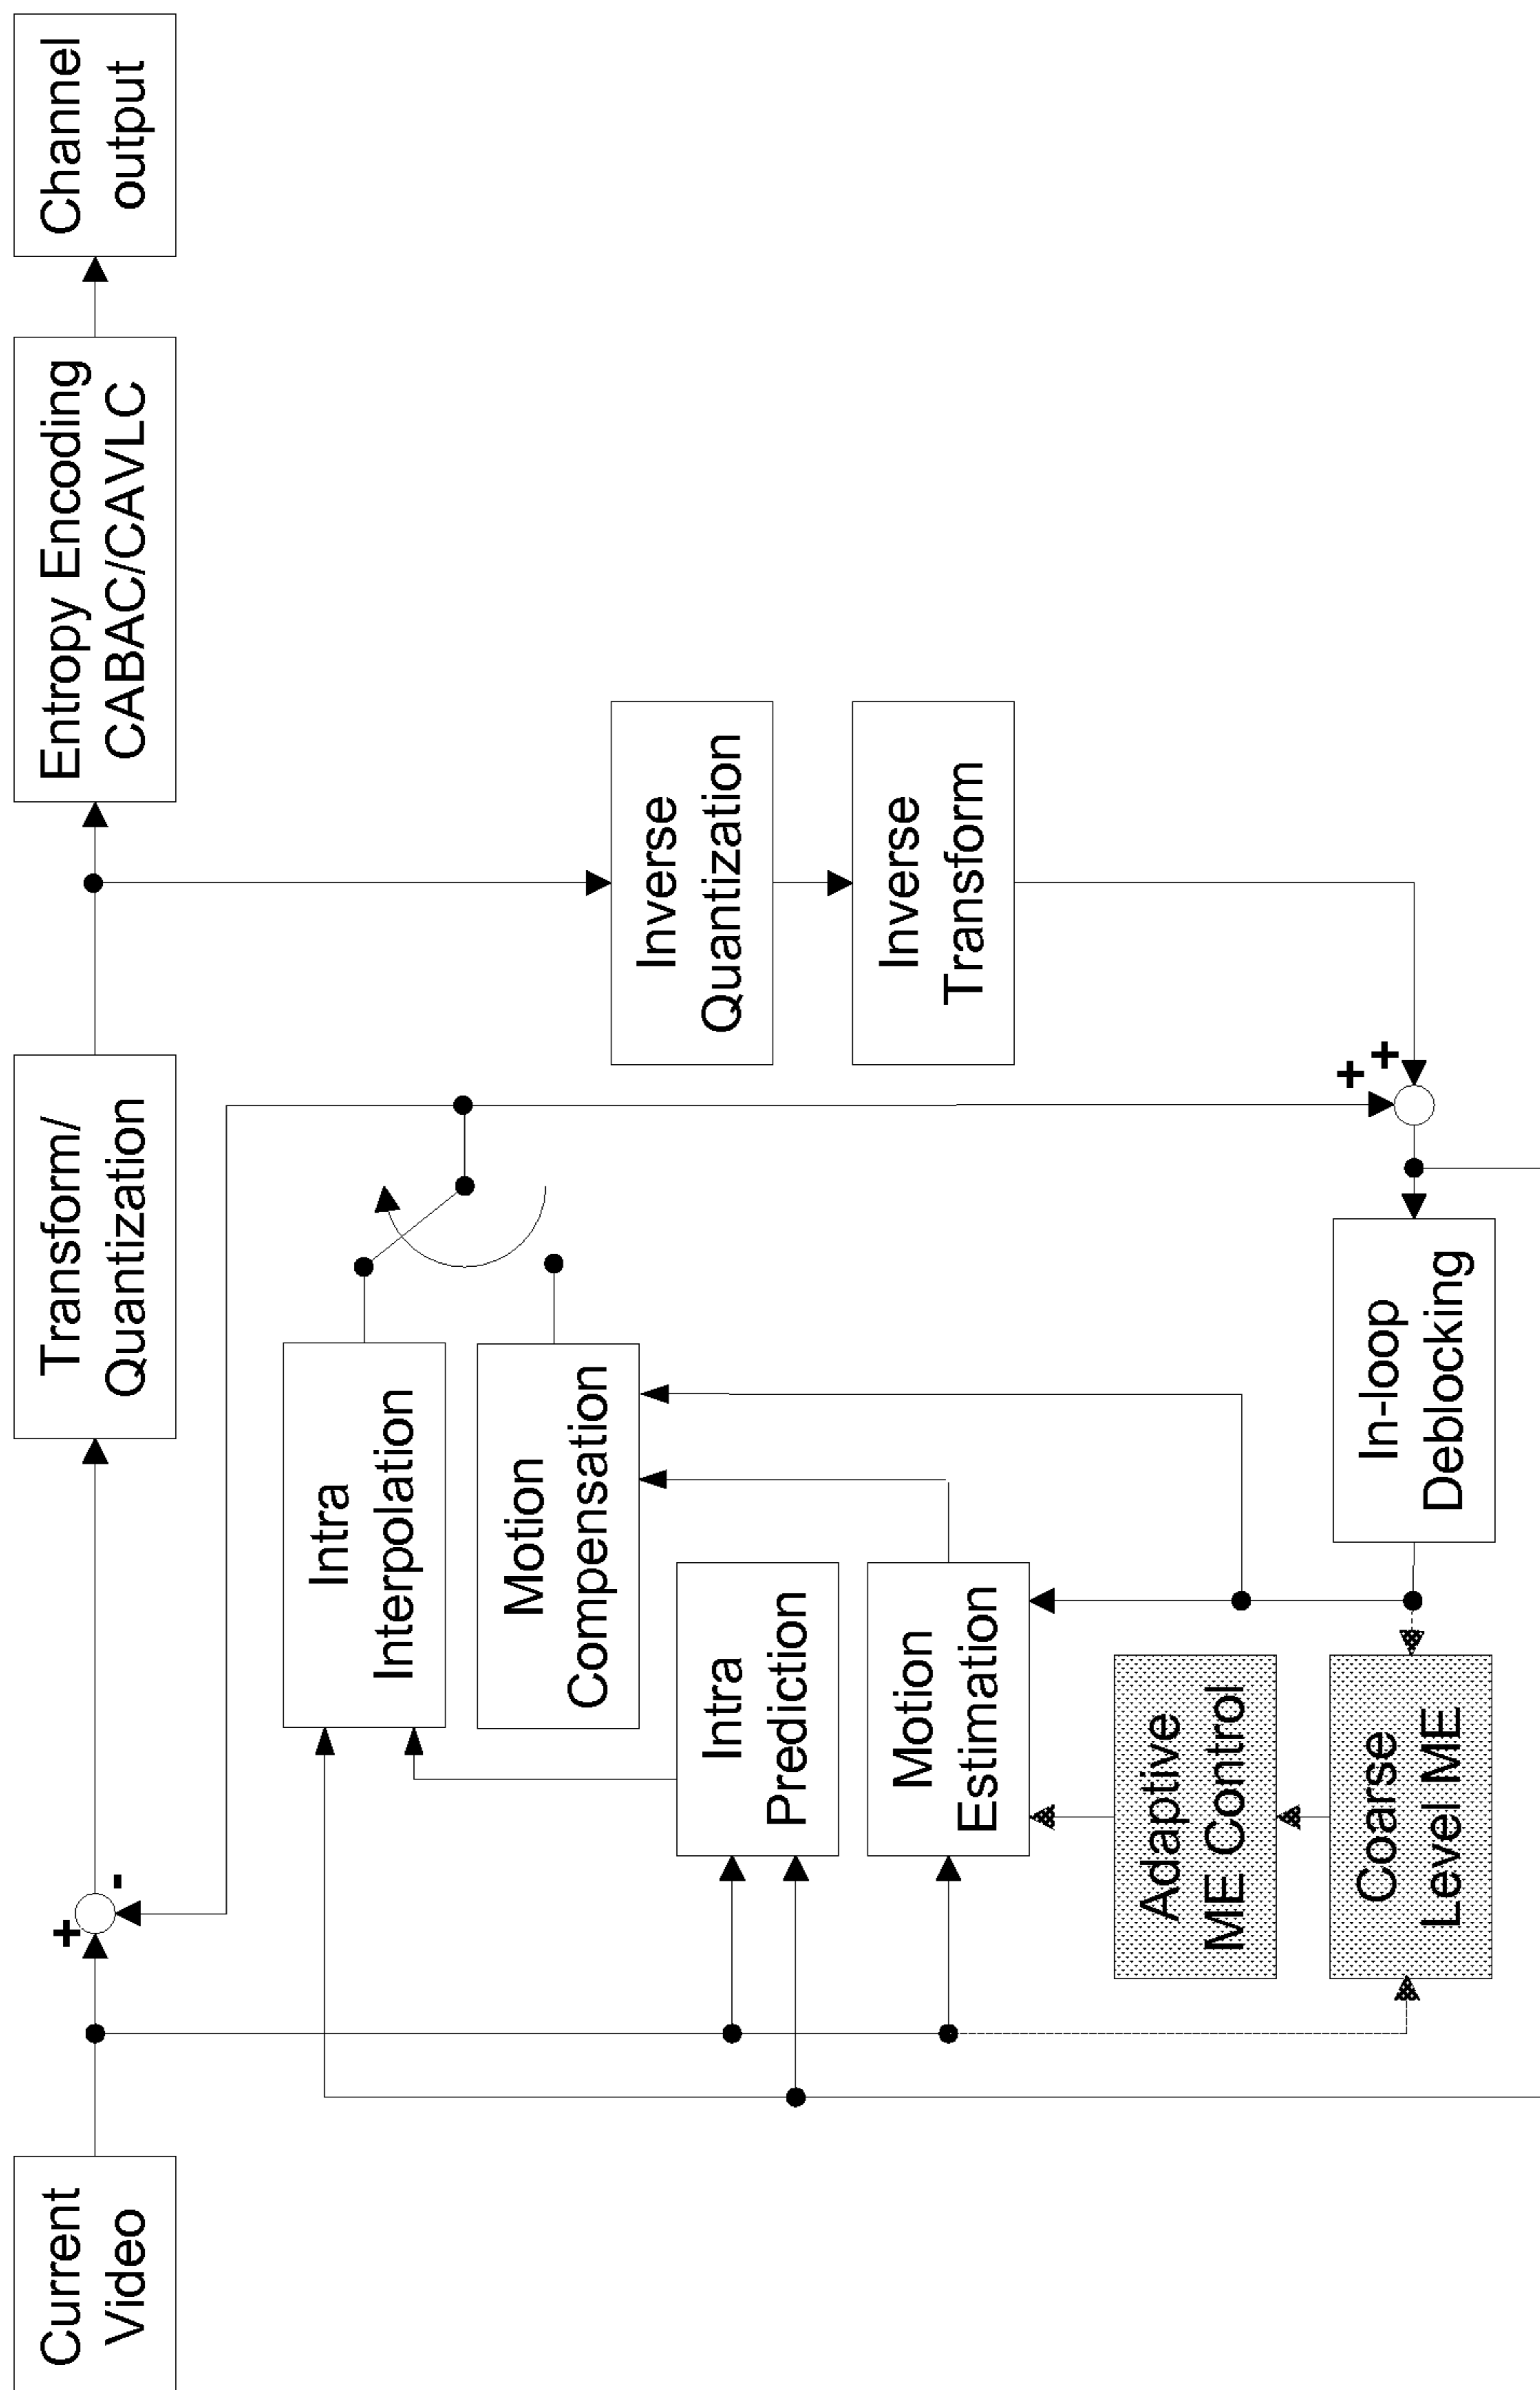 Current
Video
+
-
Transform/
Quantization
Entropy Encoding
CABAC/CAVLC
Channel
output
Intra
Interpolation
Motion
Compensation
Inverse
Quantization
Intra
Prediction
Inverse
Transform
Motion
Estimation
Adaptive
ME Control
+
+
Coarse
Level ME
In-loop
Deblocking